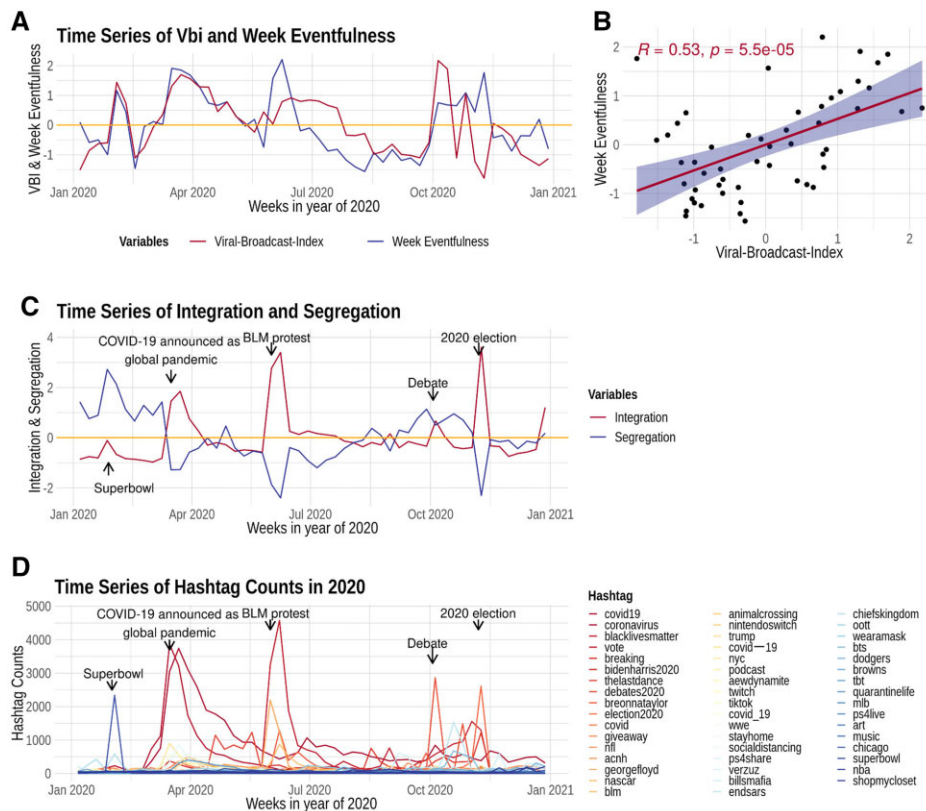 A
Time Series of Vbi and Week Eventfulness
VBI & Week Eventfulness
2
1
0
-1
Jan 2020
Apr 2020
Jul 2020
Oct 2020
Jan 2021
Weeks in year of 2020
Variables
Viral-Broadcast-Index
Week Eventfulness
B
R = 0.53, p = 5.5e-05
Week Eventfulness
2
1
0
-1
-1
0
1
2
Viral-Broadcast-Index
C
Time Series of Integration and Segregation
COVID-19 announced as
global pandemic
BLM protest
2020 election
Debate
Superbowl
Integration & Segregation
4
2
0
-2
Jan 2020
Apr 2020
Jul 2020
Oct 2020
Jan 2021
Weeks in year of 2020
Variables
Integration
Segregation
D
Time Series of Hashtag Counts in 2020
COVID-19 announced as
global pandemic
BLM protest
2020 election
Debate
Superbowl
Hashtag Counts
5000
4000
3000
2000
1000
0
Jan 2020
Apr 2020
Jul 2020
Oct 2020
Jan 2021
Weeks in year of 2020
Hashtag
covid19
coronavirus
blacklivesmatter
vote
breaking
bidenharris2020
thelastdance
debates2020
breonnataylor
election2020
covid
giveaway
nfl
acnh
georgefloyd
nascar
blm
animalcrossing
nintendoswitch
trump
covid一19
nyc
podcast
aewdynamite
twitch
tiktok
covid_19
wwe
stayhome
socialdistancing
ps4share
verzuz
billsmafia
endsars
chiefskingdom
oott
wearamask
bts
dodgers
browns
tbt
quarantinelife
mlb
ps4live
art
music
chicago
superbowl
nba
shopmycloset